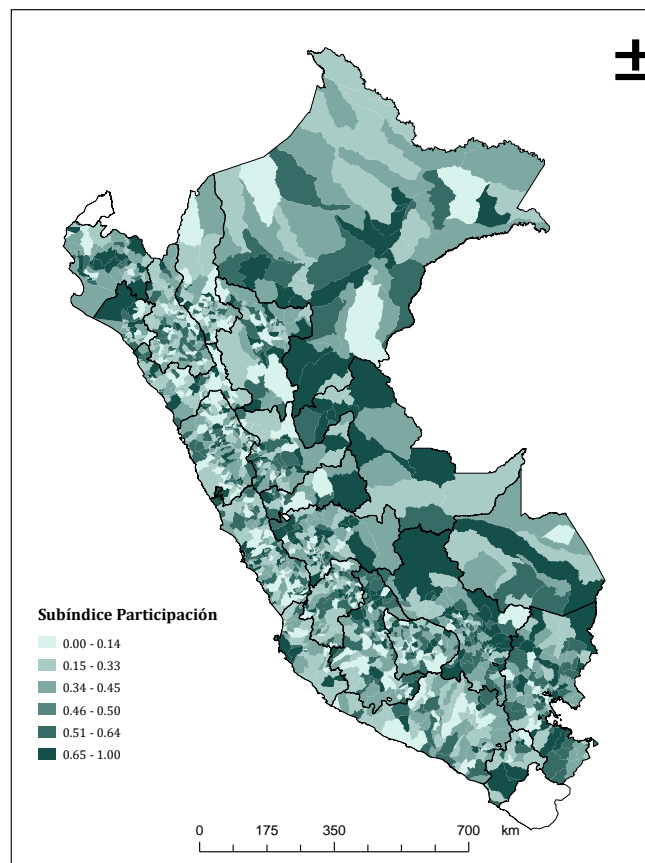 Subíndice Participación
0.00 - 0.14
0.15 - 0.33
0.34 - 0.45
0.46 - 0.50
0.51 - 0.64
0.65 - 1.00
0 175 350 700 km